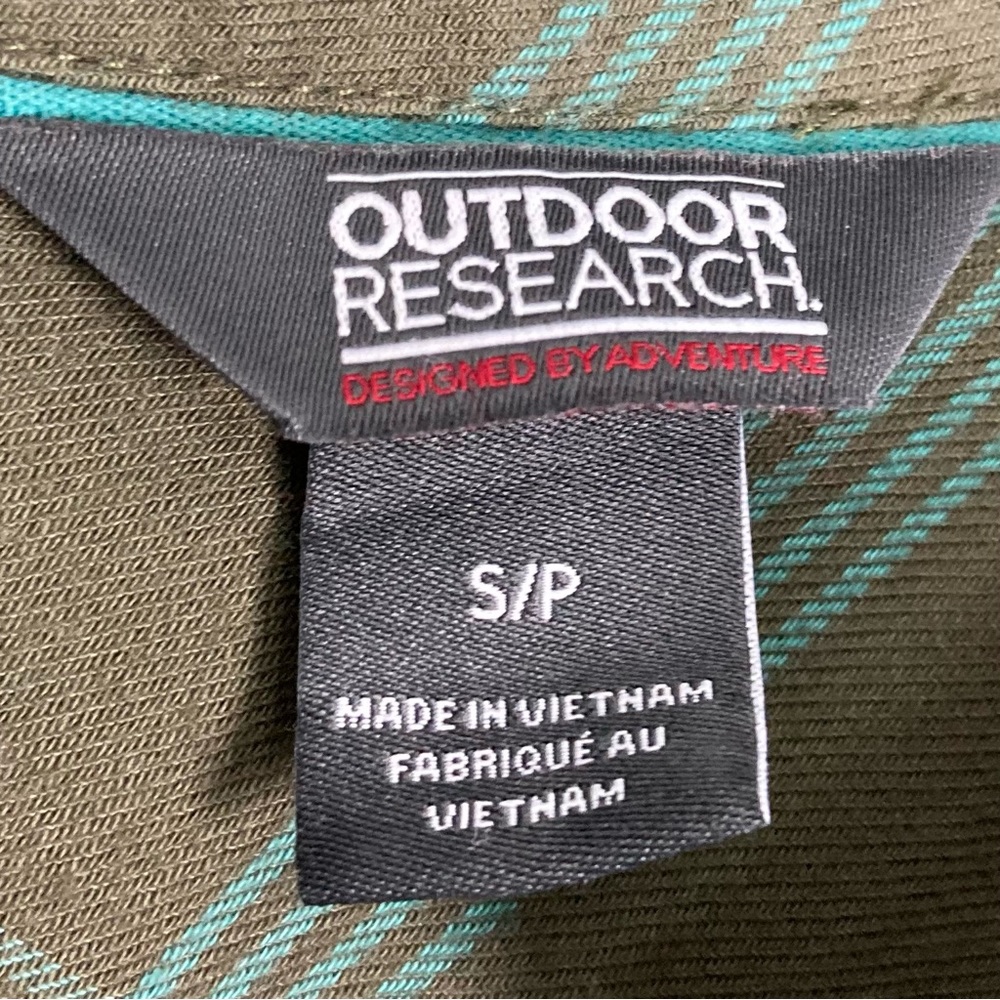 OUTDOOR
RESEARCH.
DESIGNED BY ADVENTURE
S/P
MADE IN VIETNAM
FABRIQUÉ AU
VIETNAM